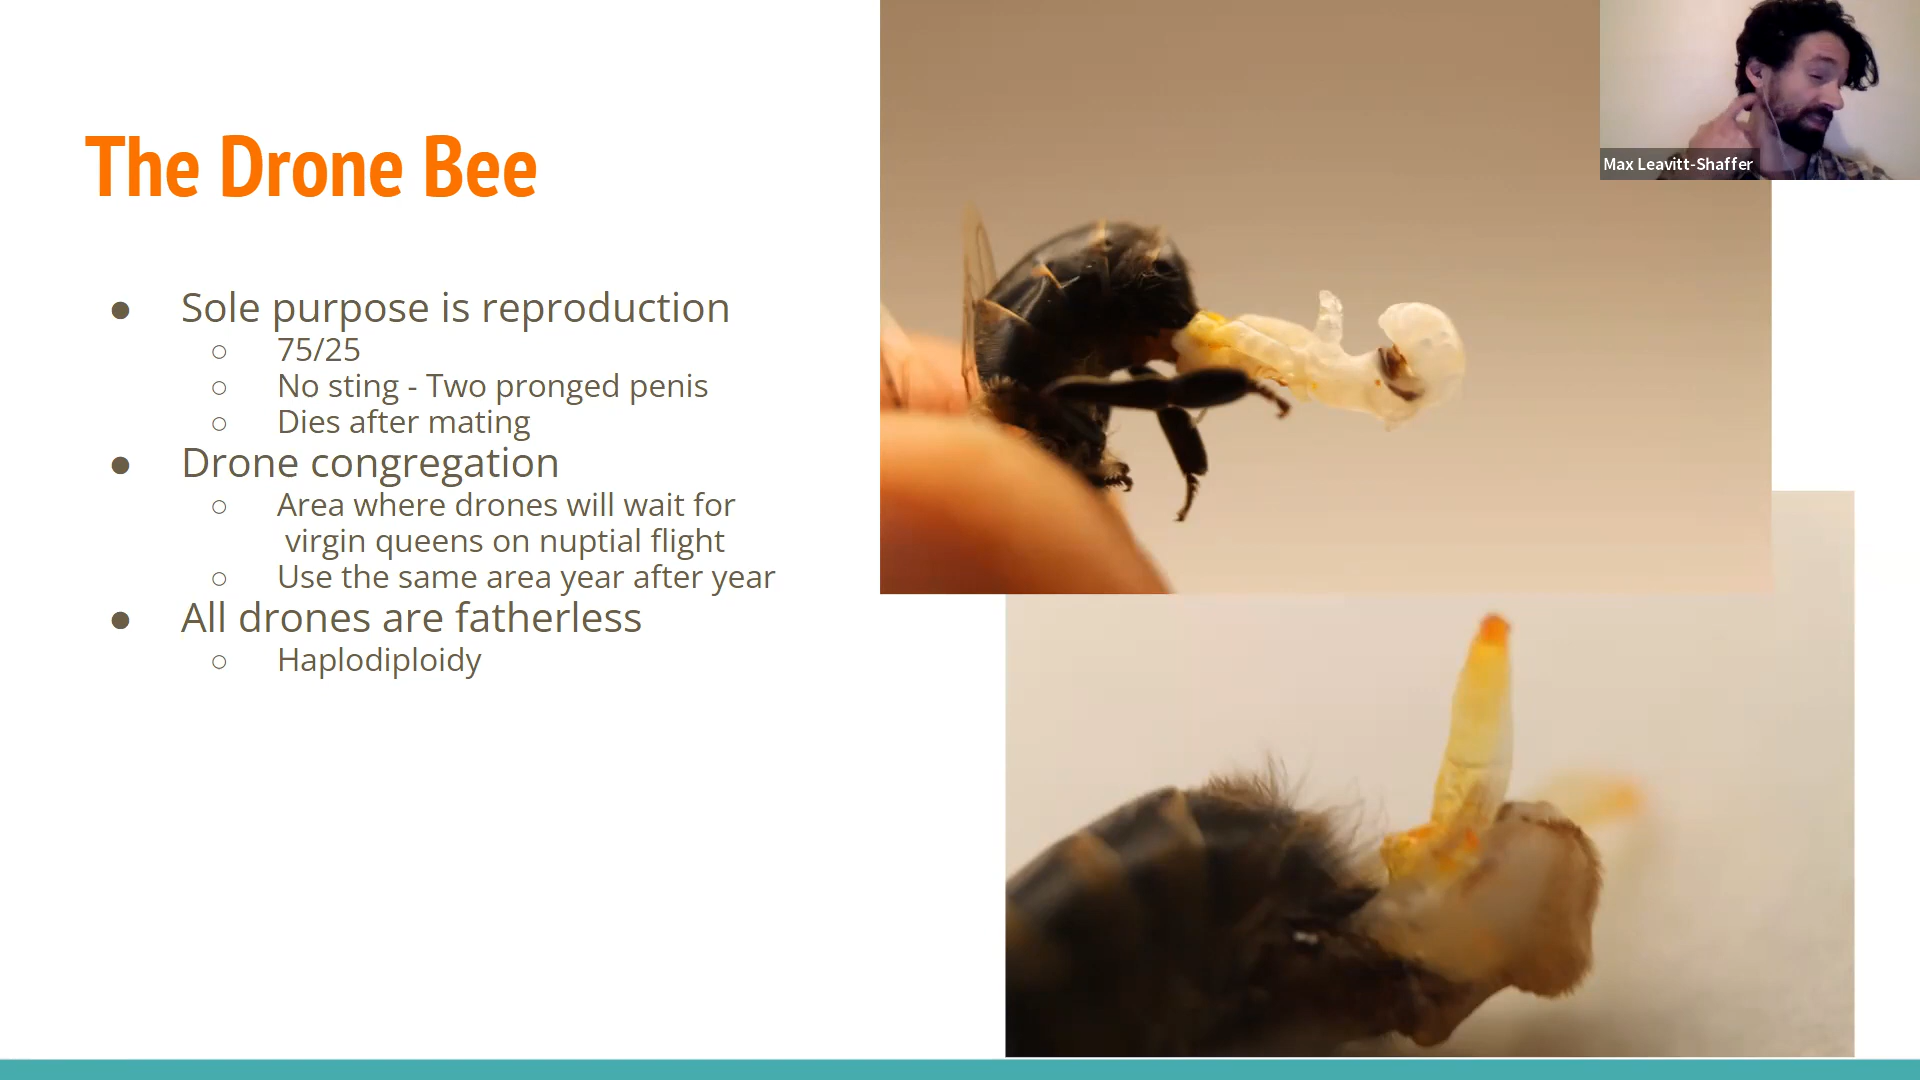 The Drone Bee
● Sole purpose is reproduction
○ 75/25
○ No sting - Two pronged penis
○ Dies after mating
● Drone congregation
○ Area where drones will wait for
virgin queens on nuptial flight
○ Use the same area year after year
● All drones are fatherless
○ Haplodiploidy
Max Leavitt-Shaffer